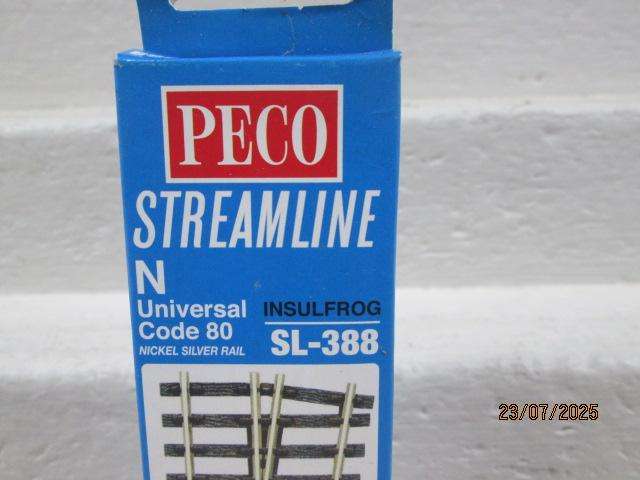 PECO
STREAMLINE
N
Universal
Code 80
NICKEL SILVER RAIL
INSULFROG
SL-388
23/07/2025